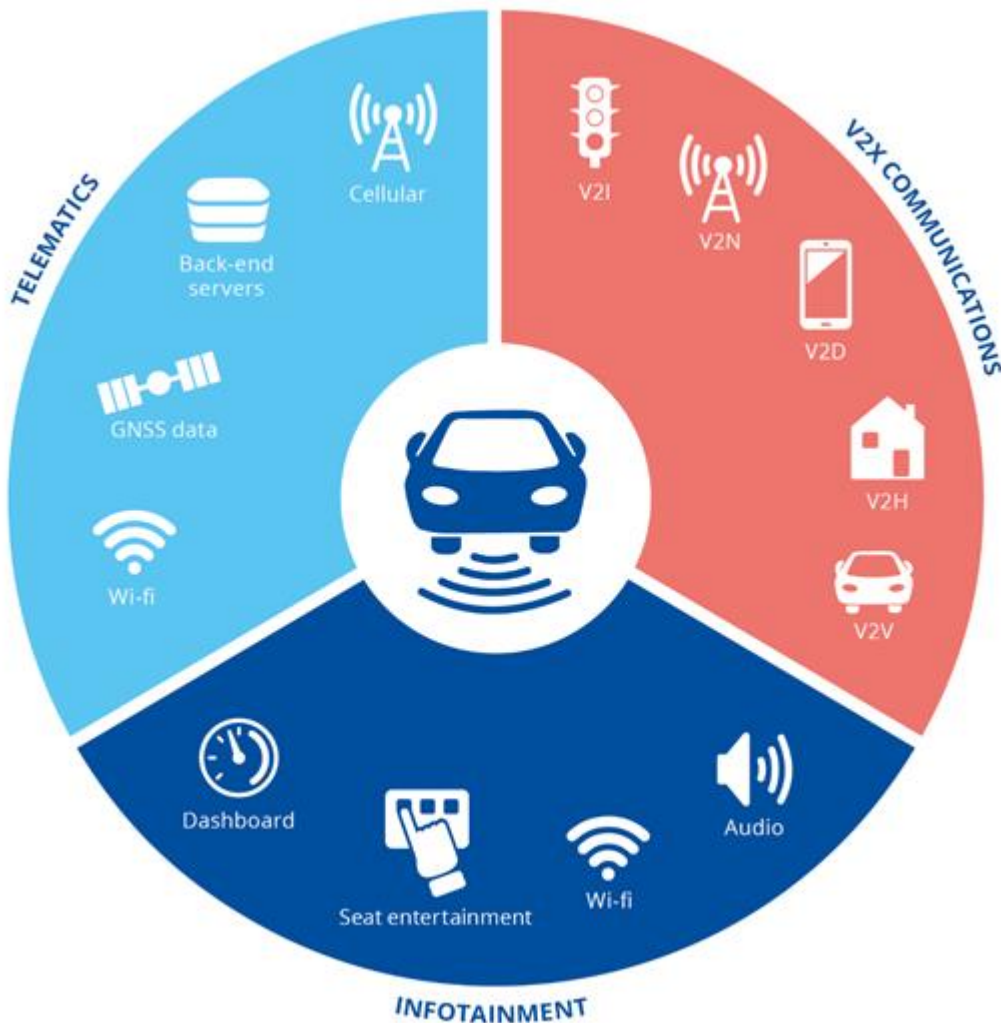 TELEMATICS
Cellular
Back-end
servers
GNSS data
Wi-fi
V2X COMMUNICATIONS
V2I
V2N
V2D
V2H
V2V
INFOTAINMENT
Dashboard
Seat entertainment
Wi-fi
Audio